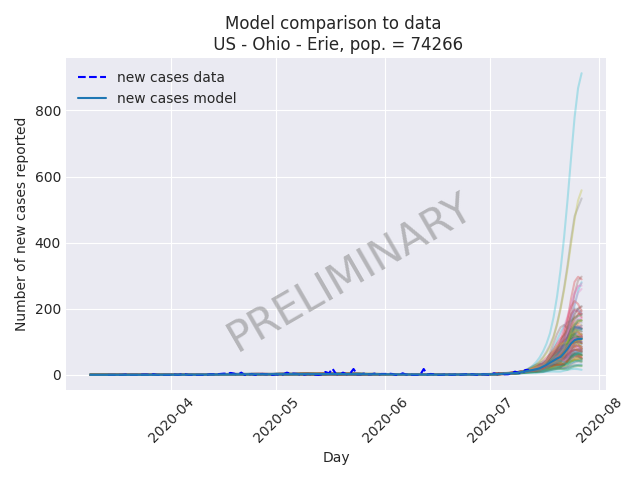 Model comparison to data
US - Ohio - Erie, pop. = 74266
new cases data
new cases model
Number of new cases reported
800
600
400
200
0
PRELIMINARY
2020-04
2020-05
2020-06
2020-07
2020-08
Day